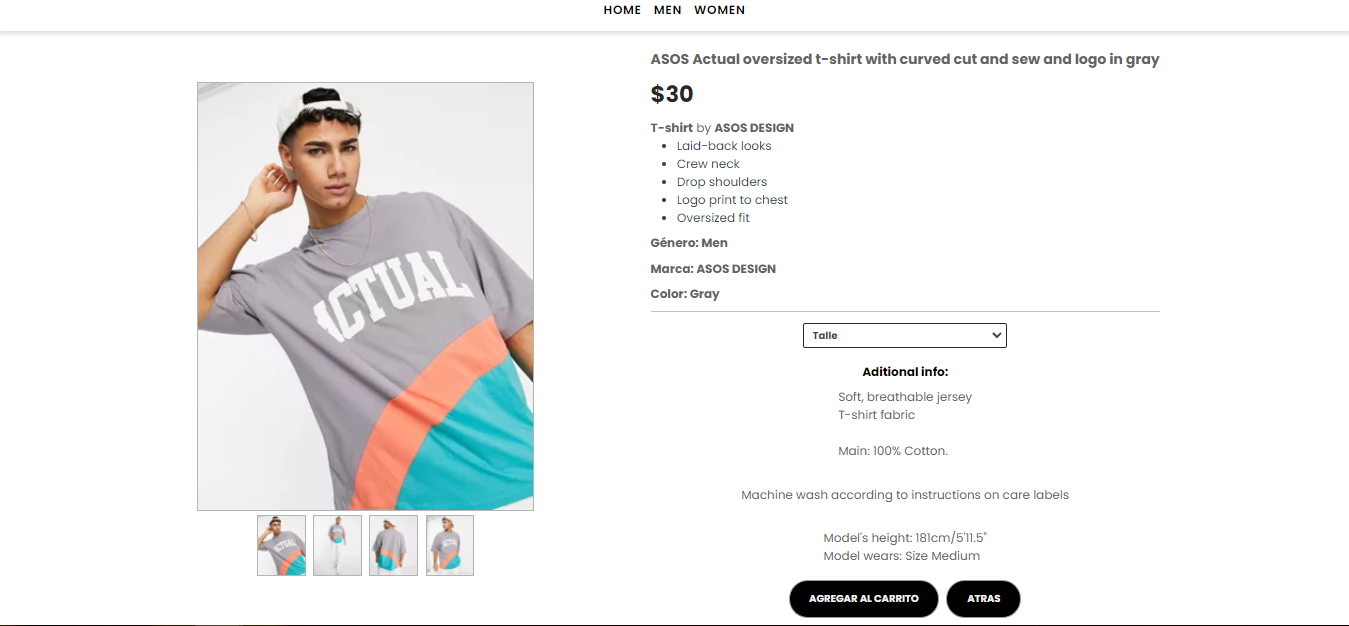 HOME MEN WOMEN
ASOS Actual oversized t-shirt with curved cut and sew and logo in gray
$30
T-shirt by ASOS DESIGN
Laid-back looks
Crew neck
Drop shoulders
Logo print to chest
Oversized fit
Género: Men
Marca: ASOS DESIGN
Color: Gray
Talle
Aditional info:
Soft, breathable jersey
T-shirt fabric
Main: 100% Cotton.
Machine wash according to instructions on care labels
Model's height: 181cm/5'11.5"
Model wears: Size Medium
AGREGAR AL CARRITO ATRAS
ACTUAL